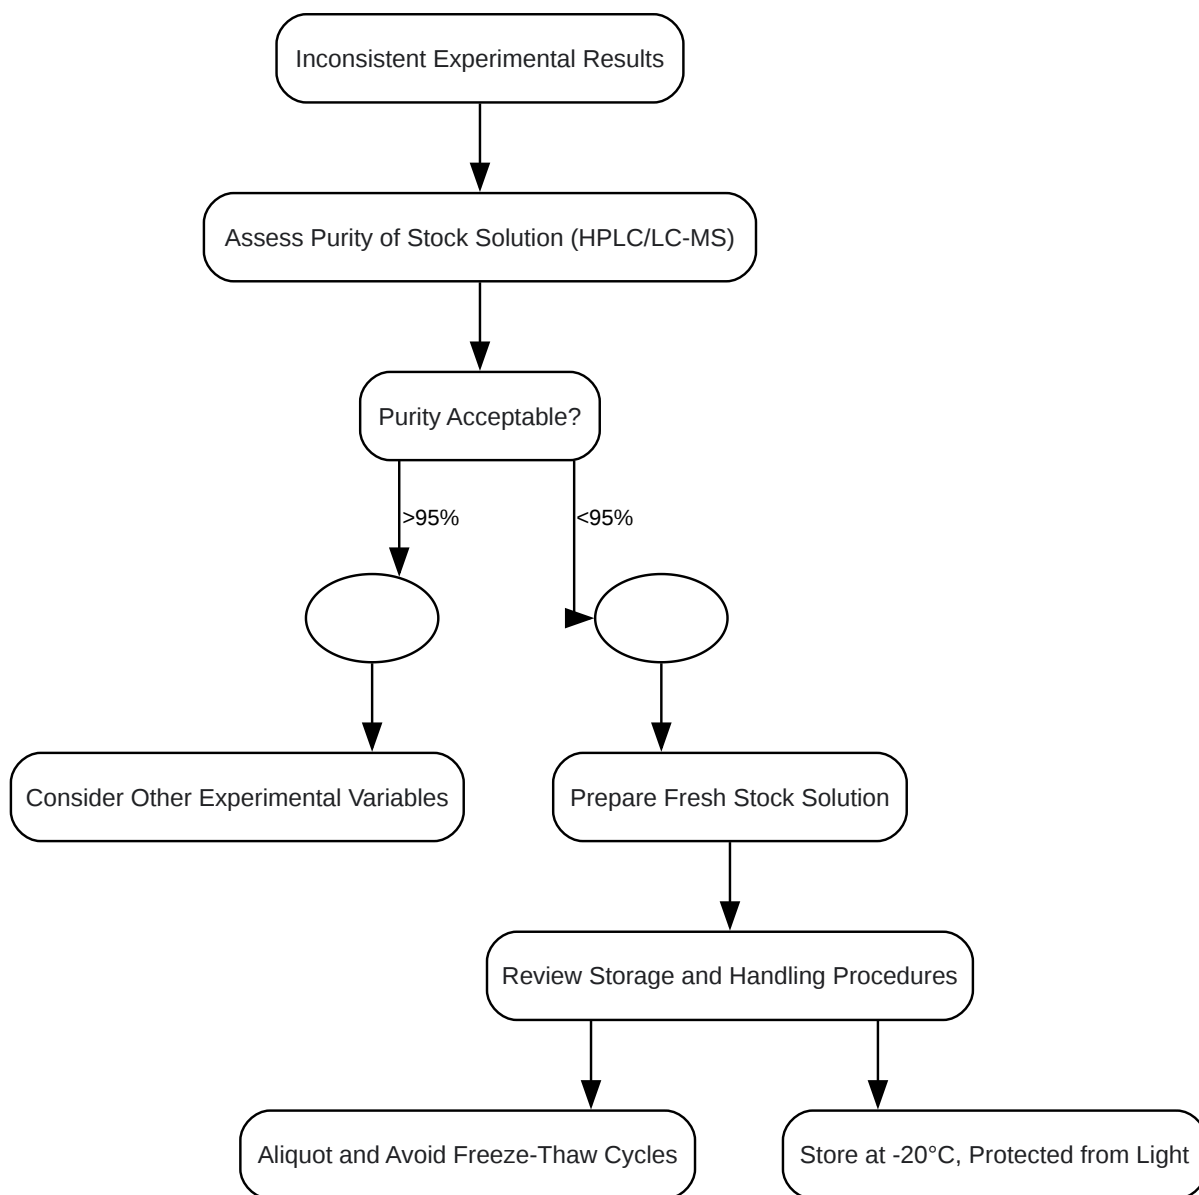 Inconsistent Experimental Results
Assess Purity of Stock Solution (HPLC/LC-MS)
Purity Acceptable?
>95%
<95%
Consider Other Experimental Variables
Prepare Fresh Stock Solution
Review Storage and Handling Procedures
Aliquot and Avoid Freeze-Thaw Cycles
Store at -20°C, Protected from Light